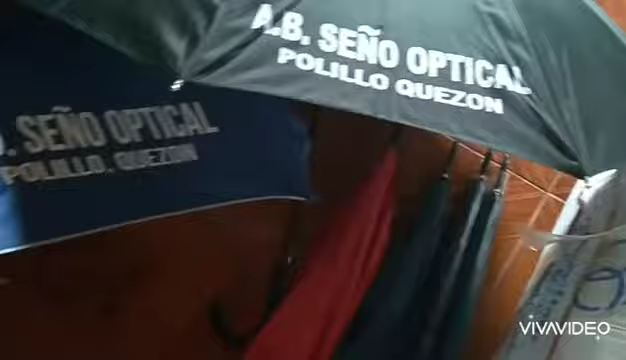 A.B. SEÑO OPTICAL
POLILLO QUEZON
. SEÑO OPTICAL
POLILLO, QUEZON
VIVAVIDEO